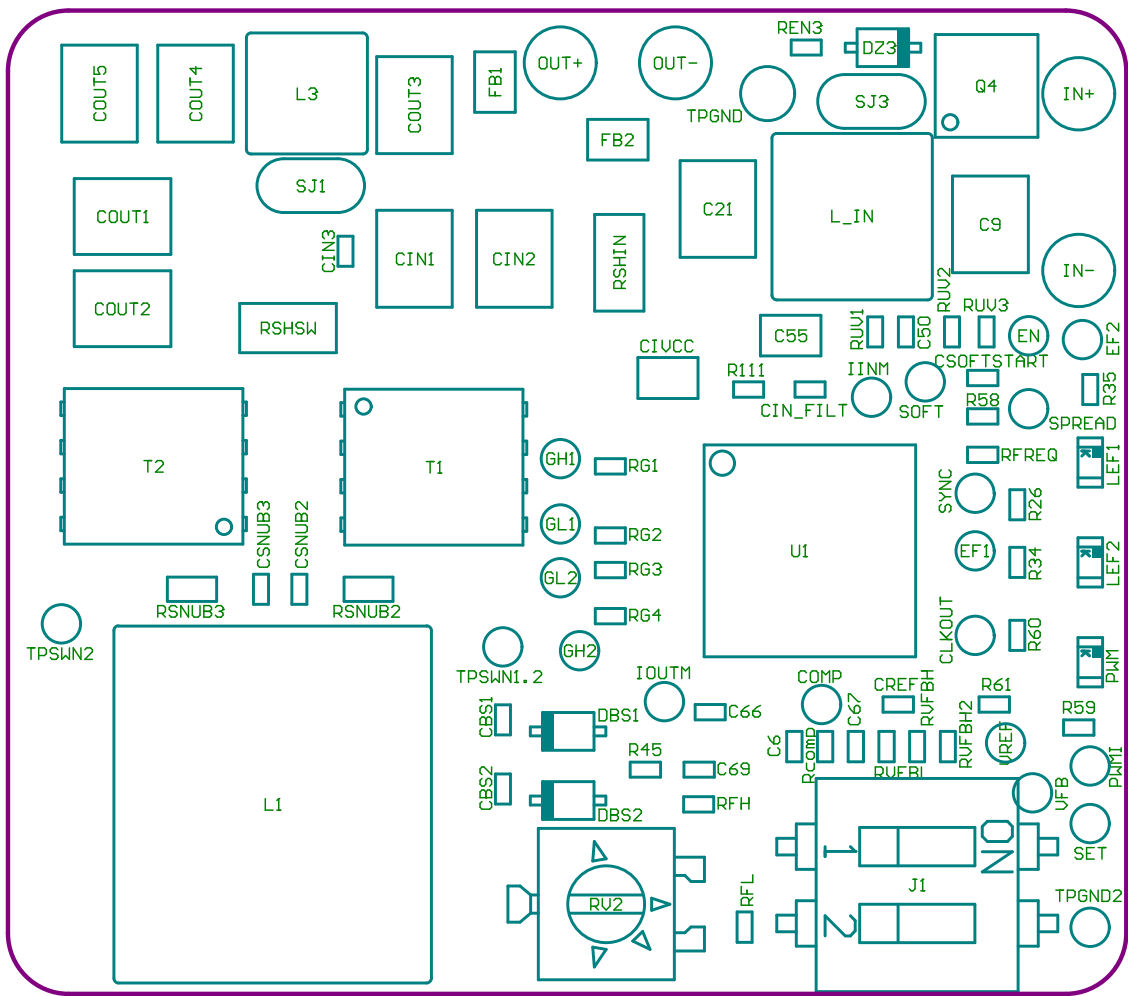 REN3
COUT5
COUT4
L3
COUT3
FB1
OUT+
OUT-
DZ3
Q4
IN+
SJ3
TPGND
FB2
SJ1
COUT1
C21
L_IN
C9
CIN3
CIN1
CIN2
RSHIN
IN-
COUT2
RSHSW
RUV2
RUV3
RUV1
C50
C55
EN
EF2
CIVCC
CSOFTSTART
R111
IINM
R35
CIN_FILT
SOFT
R58
SPREAD
T2
T1
GH1
RG1
RFREQ
LEF1
SYNC
R26
CSNUB3
CSNUB2
GL1
RG2
U1
EF1
R34
LEF2
GL2
RG3
RSNUB3
RSNUB2
RG4
CLKOUT
R60
TPSWN2
TPSWN1.2
GH2
PWM
IOUTM
COMP
CREF
RVFBH
R61
CBS1
DBS1
C66
C67
RVFBH2
R59
C6
Rcomp
VREF
R45
C69
RVFBL
PWMI
CBS2
DBS2
RFH
VFB
L1
1
ON
SET
J1
RV2
RFL
2
TPGND2